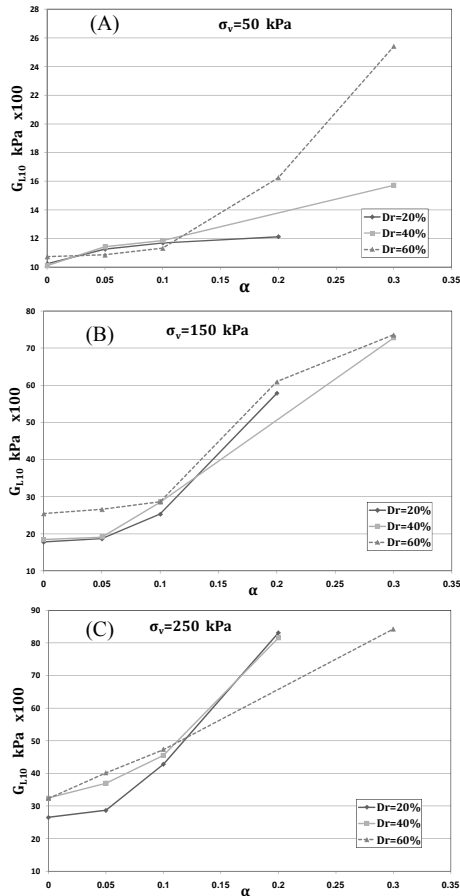 (A)
σv=50 kPa
GL10 kPa x100
28
26
24
22
20
18
16
14
12
10
0
0.05
0.1
0.15
0.2
0.25
0.3
0.35
α
Dr=20%
Dr=40%
Dr=60%
(B)
σv=150 kPa
GL10 kPa x100
80
70
60
50
40
30
20
10
0
0.05
0.1
0.15
0.2
0.25
0.3
0.35
α
Dr=20%
Dr=40%
Dr=60%
(C)
σv=250 kPa
GL10 kPa x100
90
80
70
60
50
40
30
20
10
0
0.05
0.1
0.15
0.2
0.25
0.3
0.35
α
Dr=20%
Dr=40%
Dr=60%